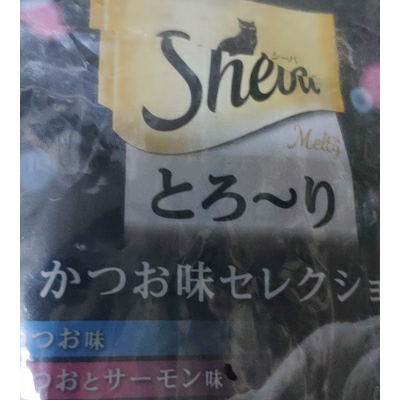 Sheba
シーバ
Melty
とろ～り
かつお味セレクショ
つお味
つおとサーモン味